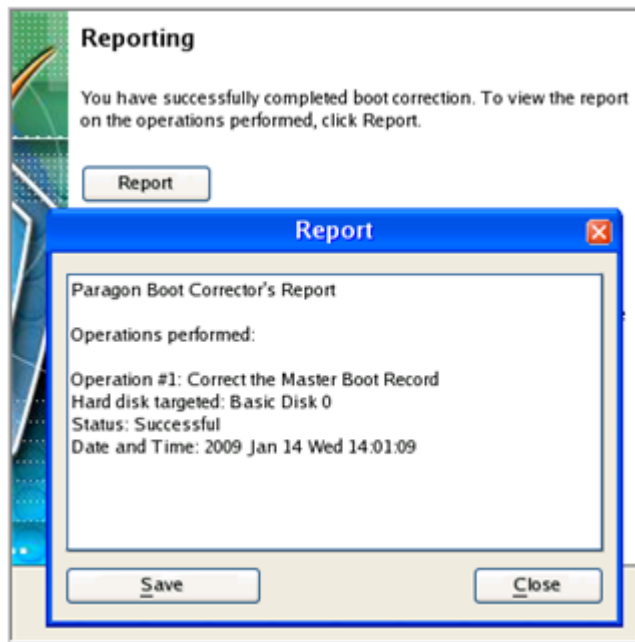 Reporting
You have successfully completed boot correction. To view the report
on the operations performed, click Report.
Report
Report
Paragon Boot Corrector's Report
Operations performed:
Operation #1: Correct the Master Boot Record
Hard disk targeted: Basic Disk 0
Status: Successful
Date and Time: 2009 Jan 14 Wed 14:01:09
Save
Close